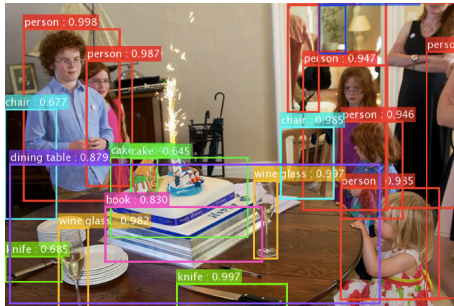 person : 0.998
person : 0.987
person : 0.947
person
chair : 0.677
person : 0.946
chair : 0.985
cake
cake : 0.645
dining table : 0.879
wine glass : 0.997
person : 0.985
book : 0.830
wine glass : 0.982
knife : 0.685
knife : 0.997